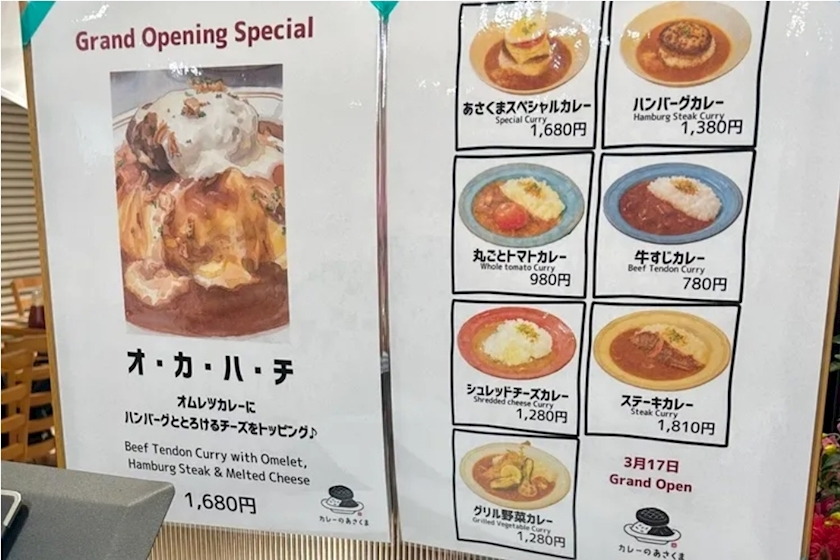 Grand Opening Special
オ・カ・ハ・チ
オムレツカレーに
ハンバーグととろけるチーズをトッピング♪
Beef Tendon Curry with Omelet,
Hamburg Steak & Melted Cheese
1,680円
カレーのあさくま
あさくまスペシャルカレー
Special Curry
1,680円
ハンバーグカレー
Hamburg Steak Curry
1,380円
丸ごとトマトカレー
Whole tomato Curry
980円
牛すじカレー
Beef Tendon Curry
780円
シュレッドチーズカレー
Shredded cheese Curry
1,280円
ステーキカレー
Steak Curry
1,810円
グリル野菜カレー
Grilled Vegetable Curry
1,280円
3月17日
Grand Open
カレーのあさくま